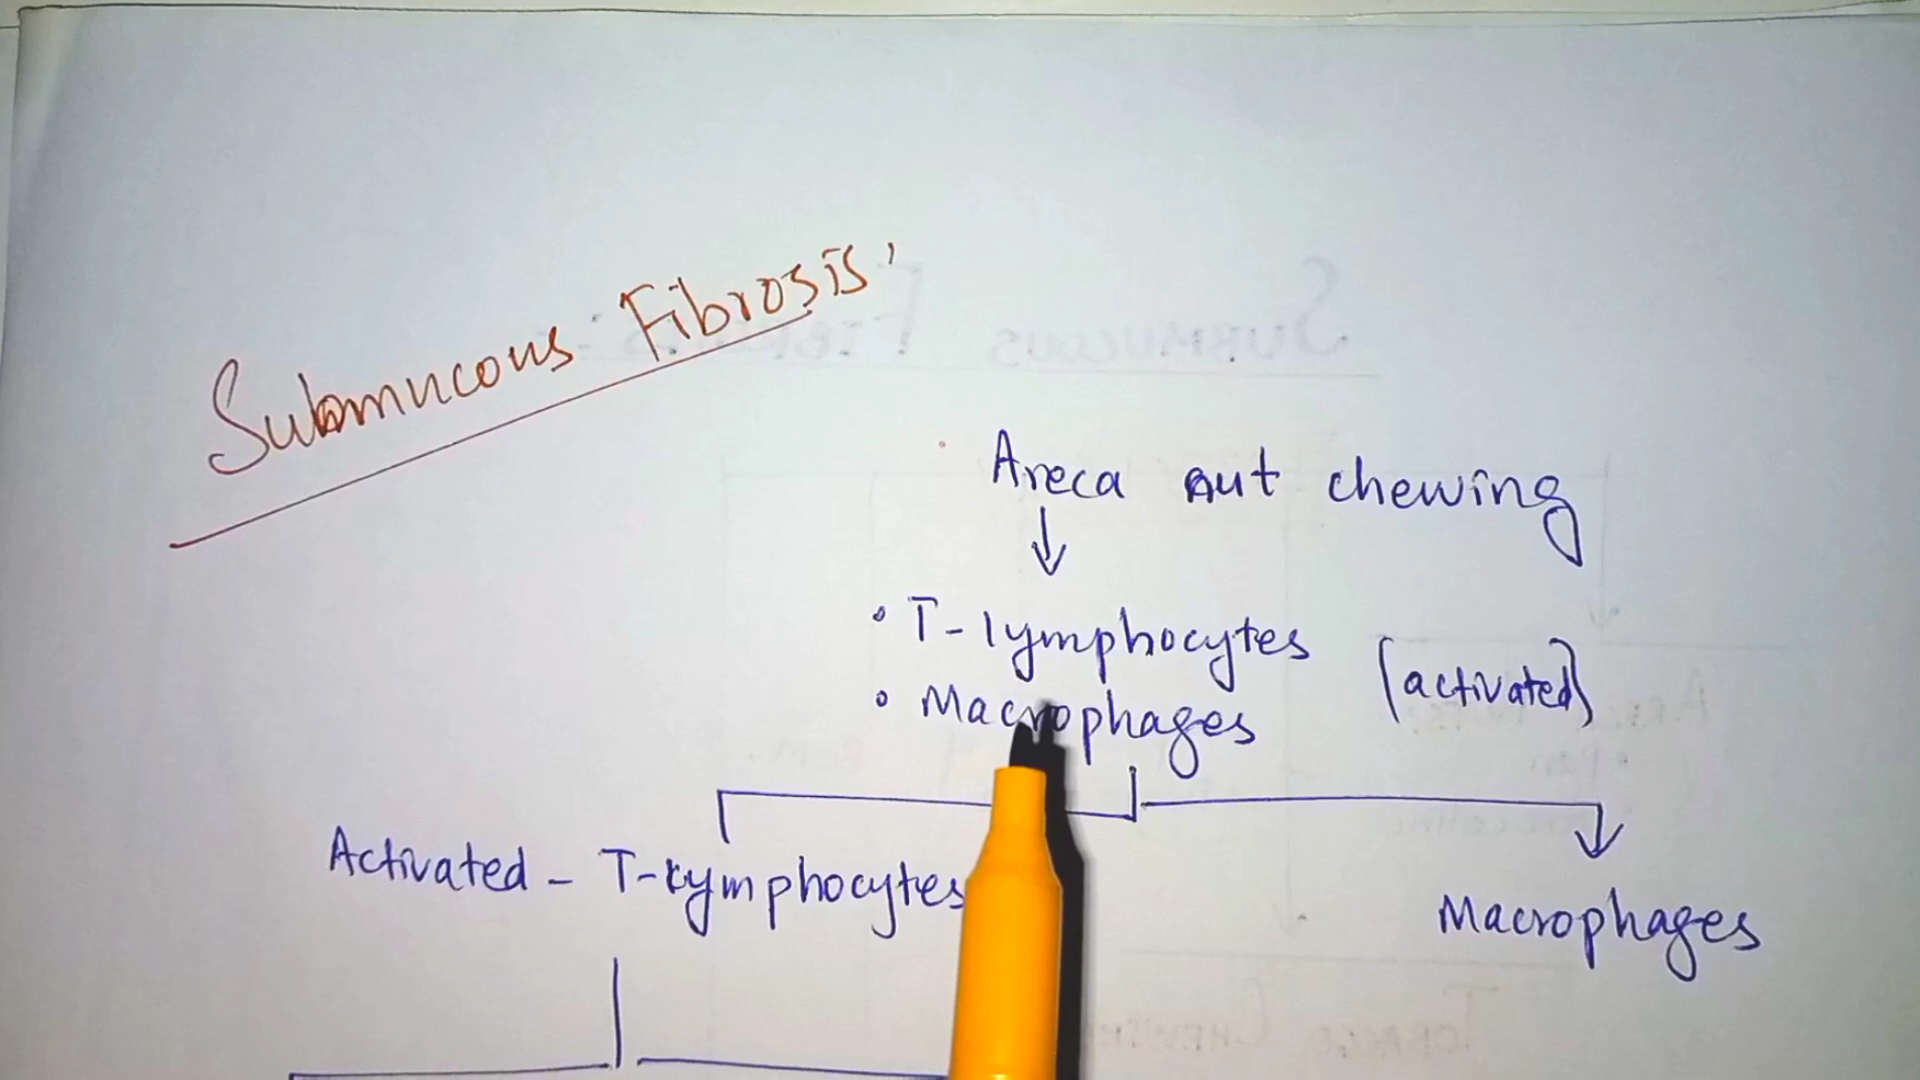 Submucous Fibrosis
Areca nut chewing
• T-lymphocytes
(activated)
• Macrophages
Activated - T-lymphocytes
Macrophages